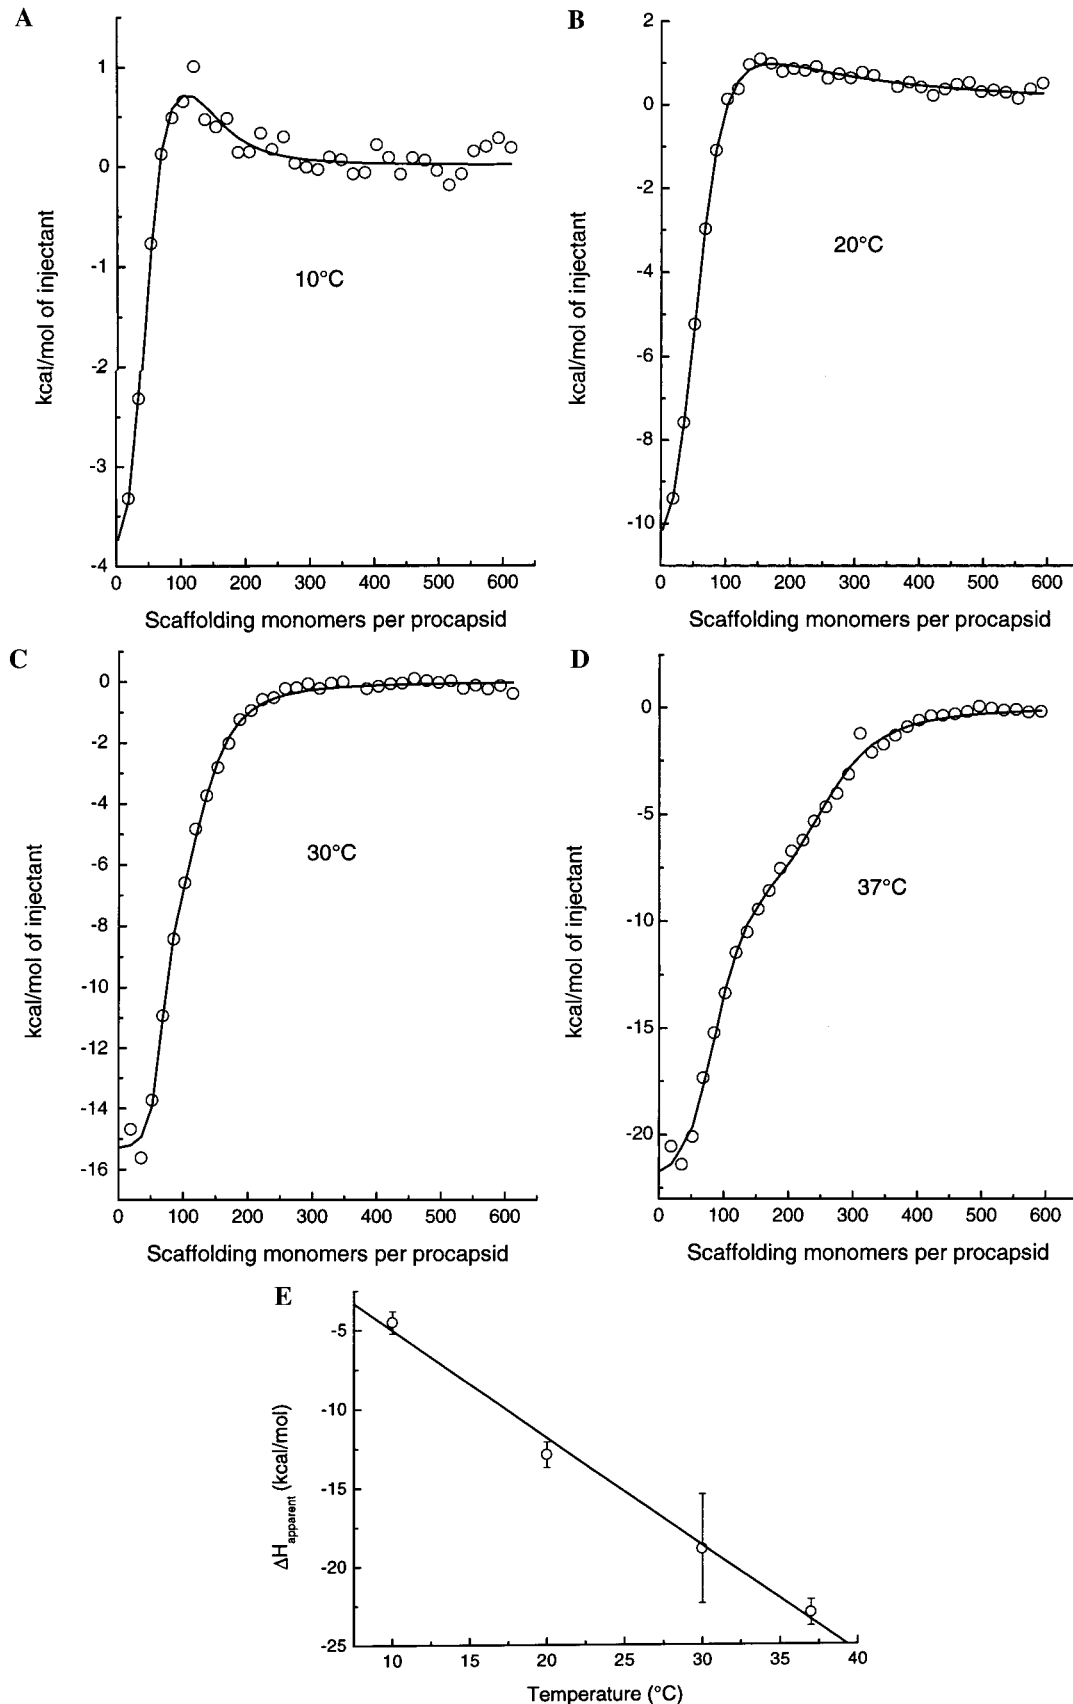 A
1
0
-1
-2
-3
-4
kcal/mol of injectant
10°C
0 100 200 300 400 500 600
Scaffolding monomers per procapsid
B
2
0
-2
-4
-6
-8
-10
kcal/mol of injectant
20°C
0 100 200 300 400 500 600
Scaffolding monomers per procapsid
C
0
-2
-4
-6
-8
-10
-12
-14
-16
kcal/mol of injectant
30°C
0 100 200 300 400 500 600
Scaffolding monomers per procapsid
D
0
-5
-10
-15
-20
kcal/mol of injectant
37°C
0 100 200 300 400 500 600
Scaffolding monomers per procapsid
E
-5
-10
-15
-20
-25
ΔHapparent (kcal/mol)
10 15 20 25 30 35 40
Temperature (°C)